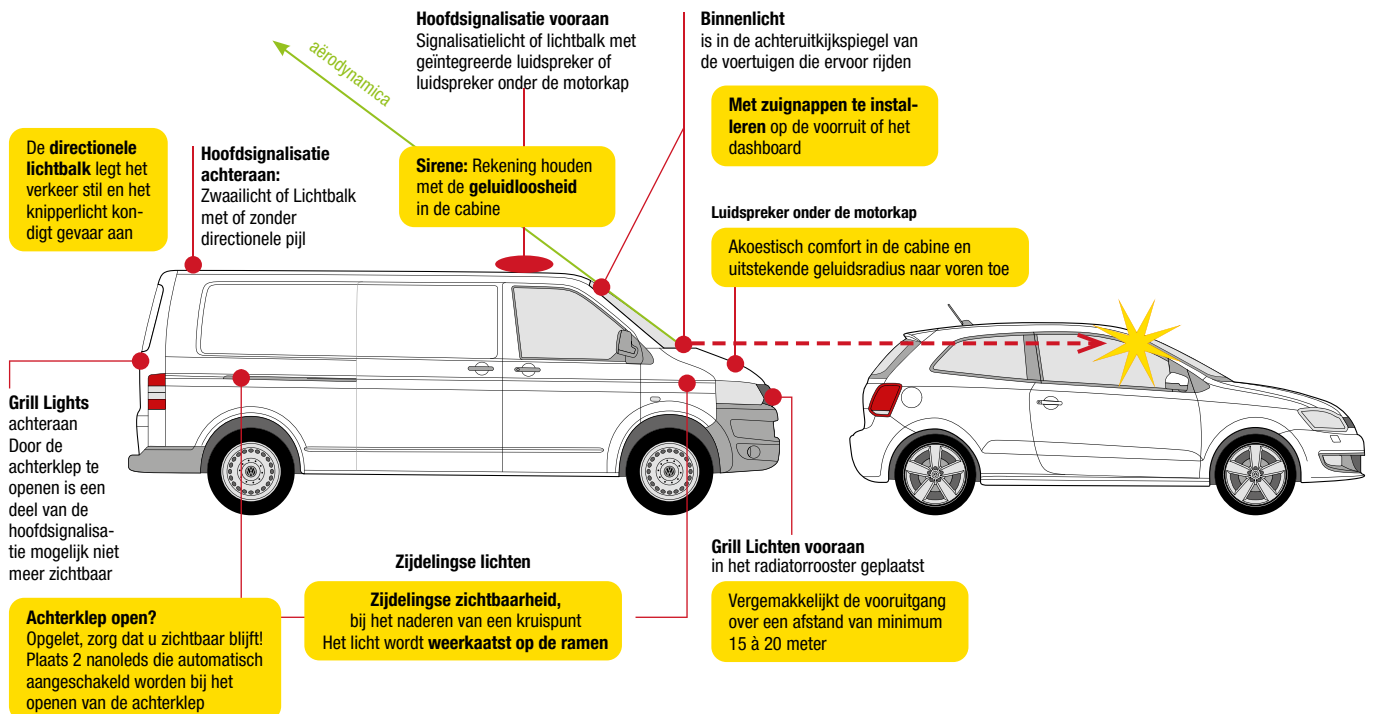 Hoofdsignalisatie vooraan
Signalisatielicht of lichtbalk met
geïntegreerde luidspreker of
luidspreker onder de motorkap
Binnenlicht
is in de achteruitkijkspiegel van
de voertuigen die ervoor rijden
aërodynamica
Met zuignappen te instal-
leren op de voorruit of het
dashboard
De directionele
lichtbalk legt het
verkeer stil en het
knipperlicht kon-
digt gevaar aan
Hoofdsignalisatie
achteraan:
Zwaailicht of Lichtbalk
met of zonder
directionele pijl
Sirene: Rekening houden
met de geluidloosheid
in de cabine
Luidspreker onder de motorkap
Akoestisch comfort in de cabine en
uitstekende geluidsradius naar voren toe
Grill Lights
achteraan
Door de
achterklep te
openen is een
deel van de
hoofdsignalisa-
tie mogelijk niet
meer zichtbaar
Zijdelingse lichten
Grill Lichten vooraan
in het radiatorrooster geplaatst
Achterklep open?
Opgelet, zorg dat u zichtbaar blijft!
Plaats 2 nanoleds die automatisch
aangeschakeld worden bij het
openen van de achterklep
Zijdelingse zichtbaarheid,
bij het naderen van een kruispunt
Het licht wordt weerkaatst op de ramen
Vergemakkelijkt de vooruitgang
over een afstand van minimum
15 à 20 meter